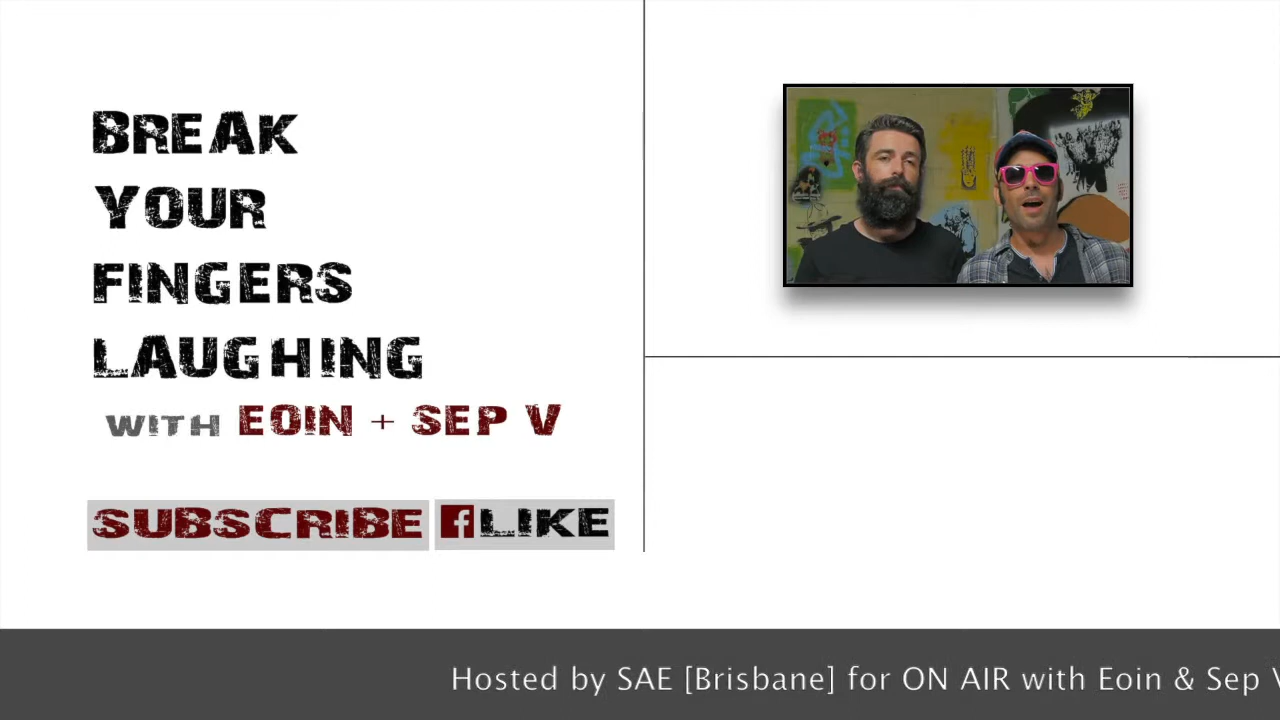 BREAK
YOUR
FINGERS
LAUGHING
WITH EOIN + SEP V
SUBSCRIBE
LIKE
Hosted by SAE [Brisbane] for ON AIR with Eoin & Sep V